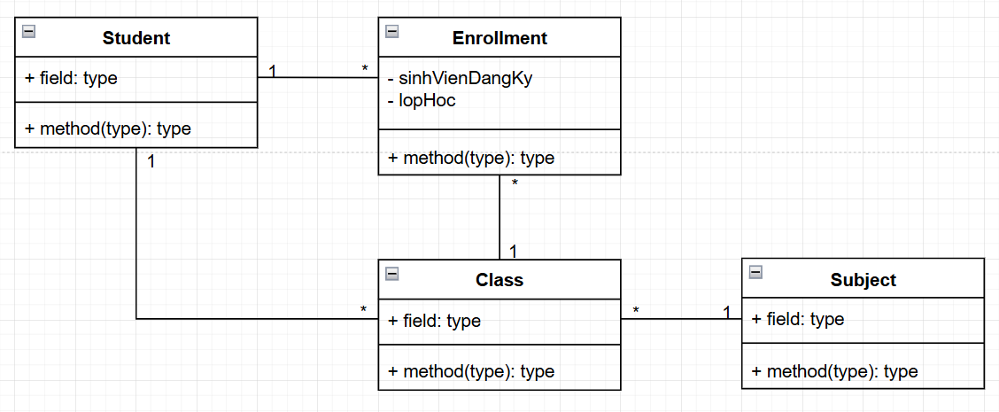 Student
+ field: type
+ method(type): type
1
*
Enrollment
- sinhVienDangKy
- lopHoc
+ method(type): type
1
*
*
1
Class
+ field: type
+ method(type): type
*
1
Subject
+ field: type
+ method(type): type